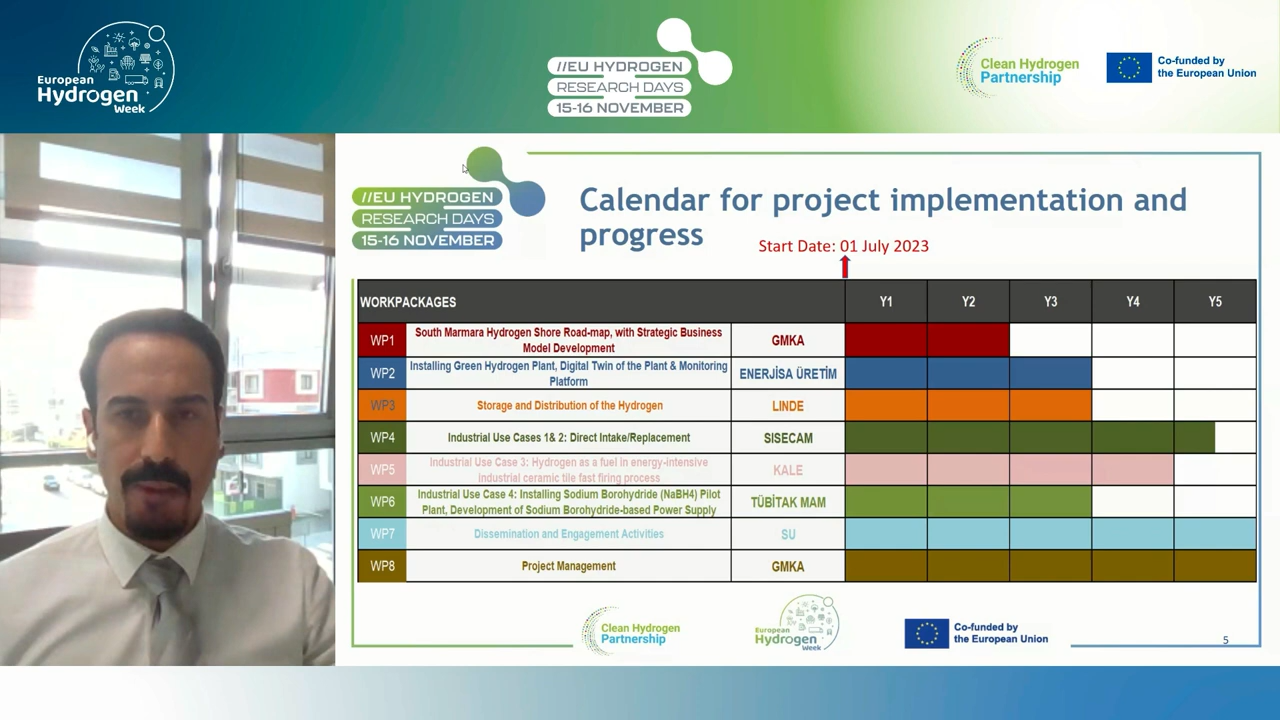 European
Hydrogen
Week
//EU HYDROGEN
RESEARCH DAYS
15-16 NOVEMBER
Clean Hydrogen
Partnership
Co-funded by
the European Union
//EU HYDROGEN
RESEARCH DAYS
15-16 NOVEMBER
Calendar for project implementation and
progress
Start Date: 01 July 2023
WORKPACKAGES Y1 Y2 Y3 Y4 Y5
WP1 South Marmara Hydrogen Shore Road-map, with Strategic Business
Model Development GMKA
WP2 Installing Green Hydrogen Plant, Digital Twin of the Plant & Monitoring
Platform ENERJİSA ÜRETİM
WP3 Storage and Distribution of the Hydrogen LINDE
WP4 Industrial Use Cases 1& 2: Direct Intake/Replacement SISECAM
WP5 Industrial Use Case 3: Hydrogen as a fuel in energy-intensive
industrial ceramic tile fast firing process KALE
WP6 Industrial Use Case 4: Installing Sodium Borohydride (NaBH4) Pilot
Plant, Development of Sodium Borohydride-based Power Supply TÜBİTAK MAM
WP7 Dissemination and Engagement Activities SU
WP8 Project Management GMKA
Clean Hydrogen
Partnership
European
Hydrogen
Week
Co-funded by
the European Union
5